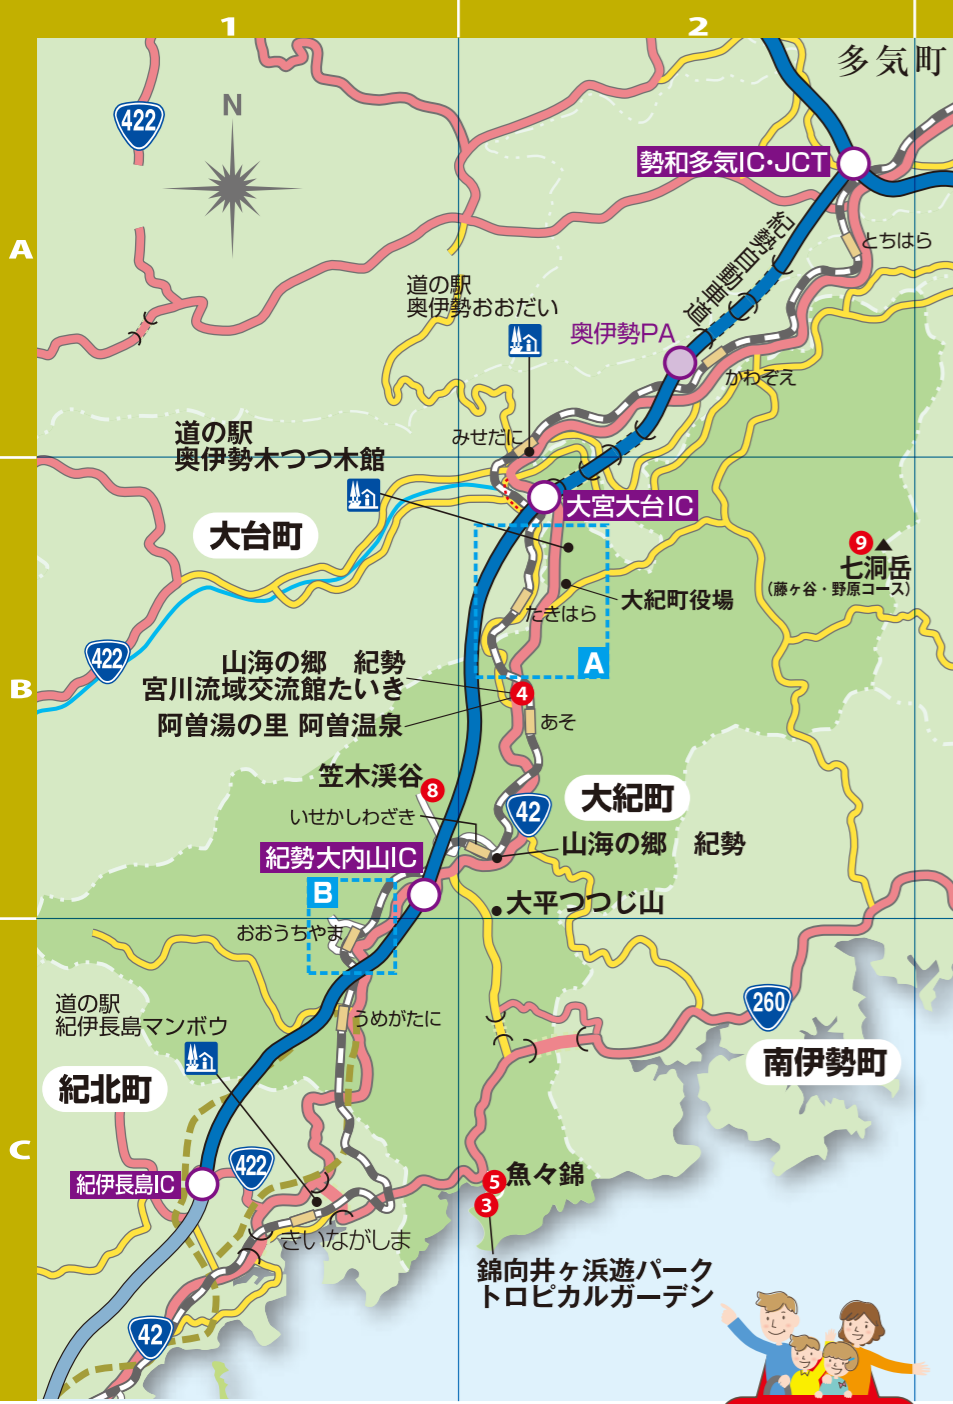 1
2
多気町
422
N
勢和多気IC・JCT
A
紀勢自動車道
とちはら
道の駅
奥伊勢おおだい
奥伊勢PA
かわぞえ
みせだに
道の駅
奥伊勢木つつ木館
大宮大台IC
大台町
9
七洞岳
(藤ヶ谷・野原コース)
大紀町役場
たきはら
A
422
B
山海の郷 紀勢
宮川流域交流館たいき
4
阿曽湯の里 阿曽温泉
あそ
笠木渓谷
8
大紀町
42
いせかしわざき
山海の郷 紀勢
紀勢大内山IC
B
大平つつじ山
おおうちやま
道の駅
紀伊長島マンボウ
うめがたに
260
南伊勢町
紀北町
C
422
紀伊長島IC
5
魚々錦
3
きいながしま
錦向井ヶ浜遊パーク
トロピカルガーデン
42